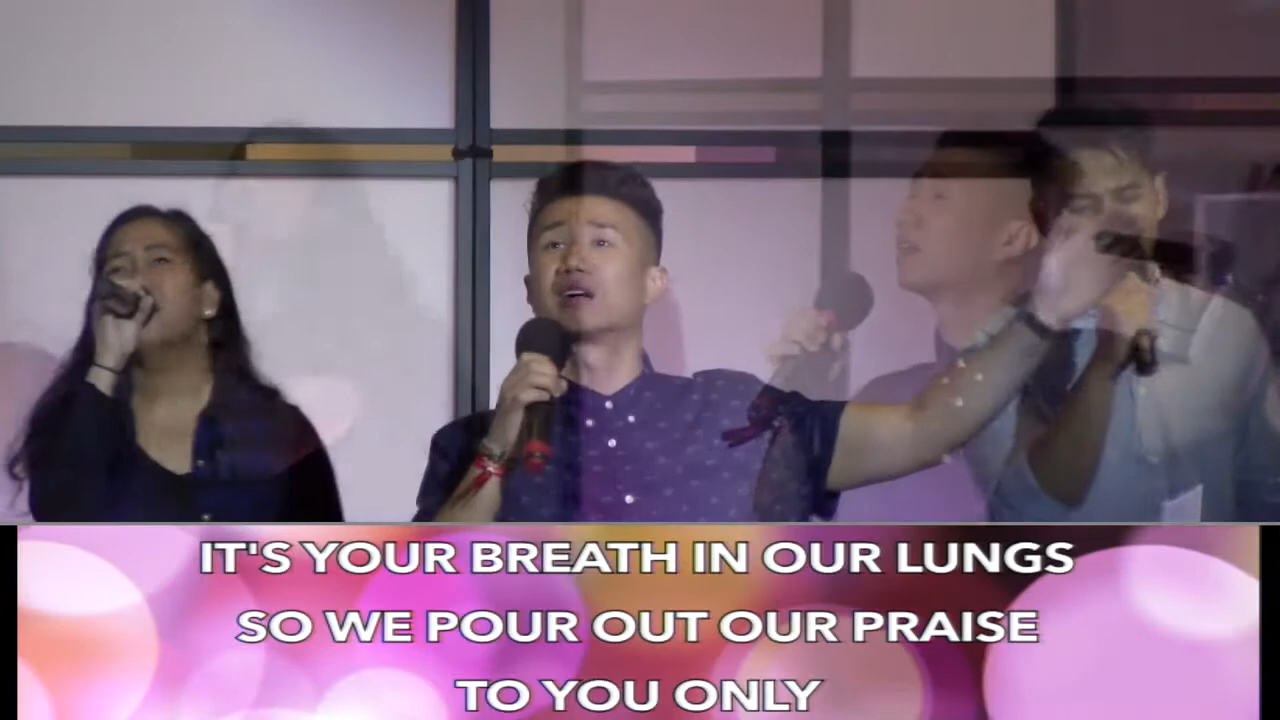 IT'S YOUR BREATH IN OUR LUNGS
SO WE POUR OUT OUR PRAISE
TO YOU ONLY